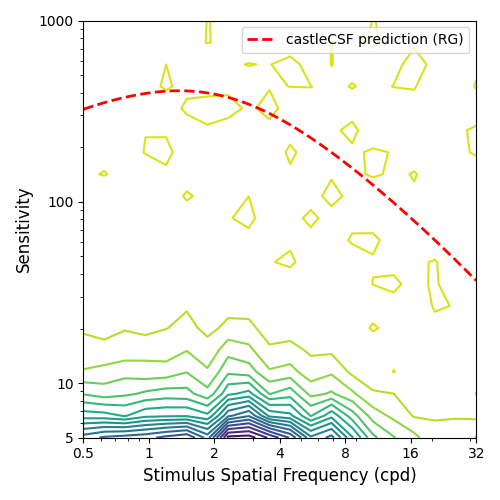 1000
castleCSF prediction (RG)
100
10
5
Sensitivity
0.5 1 2 4 8 16 32
Stimulus Spatial Frequency (cpd)